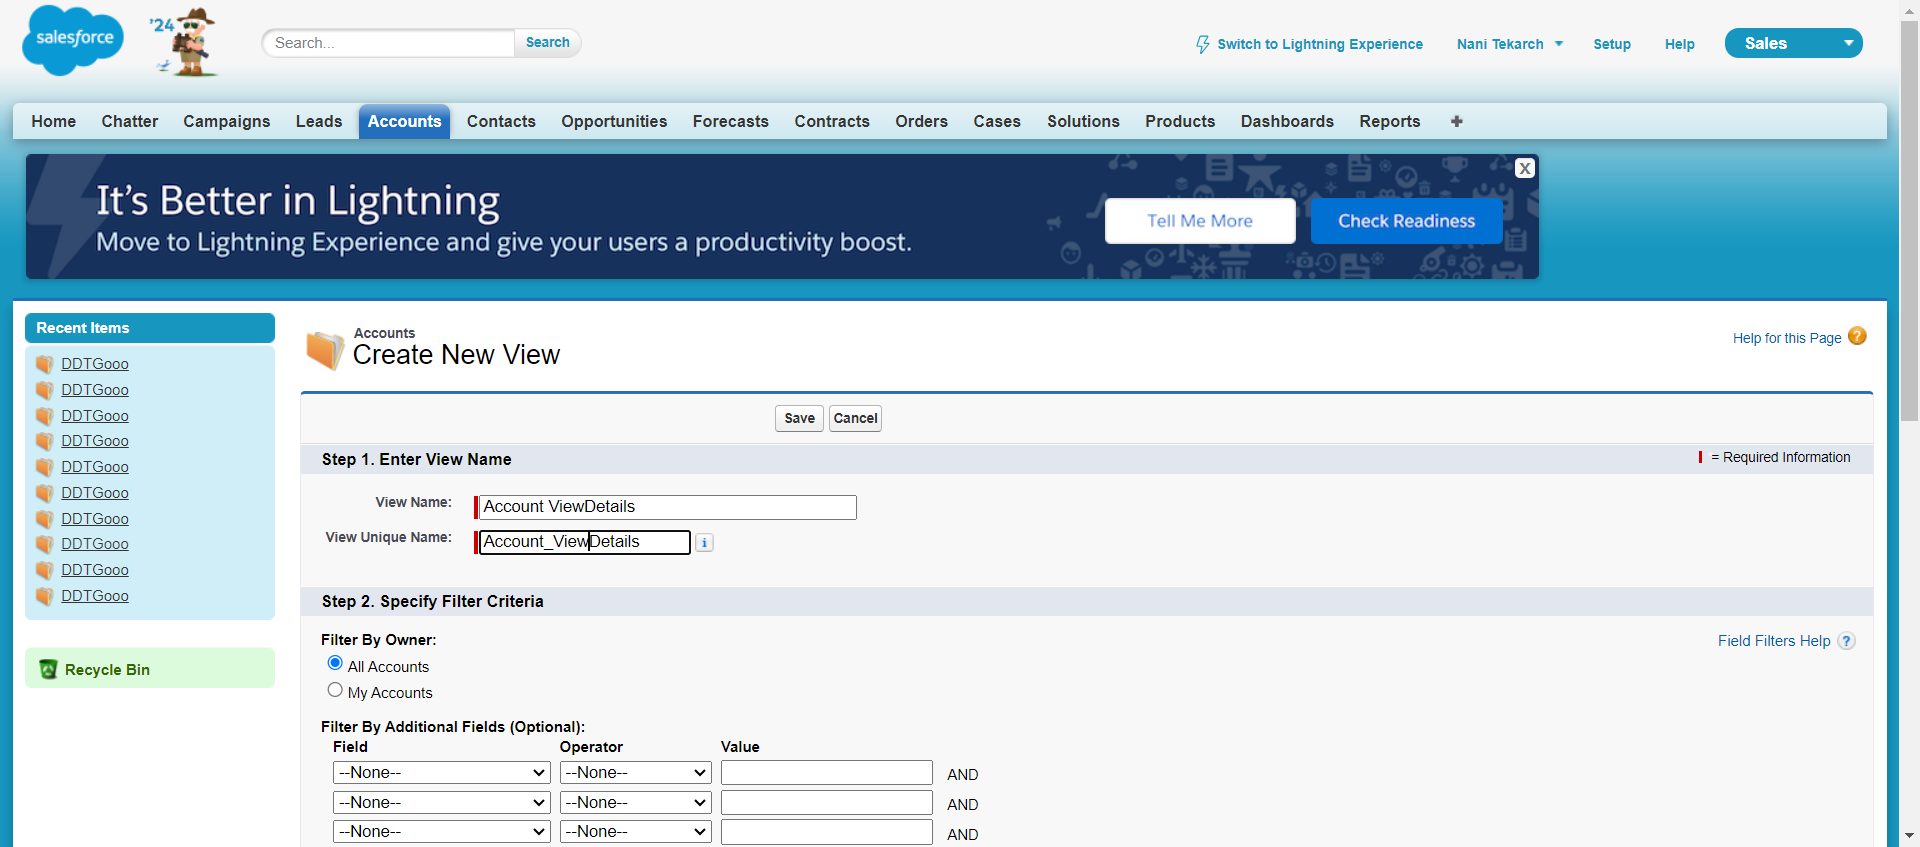 salesforce
'24
Search...
Search
Switch to Lightning Experience
Nani Tekarch
Setup
Help
Sales
Home
Chatter
Campaigns
Leads
Accounts
Contacts
Opportunities
Forecasts
Contracts
Orders
Cases
Solutions
Products
Dashboards
Reports
+
It's Better in Lightning
Move to Lightning Experience and give your users a productivity boost.
Tell Me More
Check Readiness
X
Recent Items
DDTGooo
DDTGooo
DDTGooo
DDTGooo
DDTGooo
DDTGooo
DDTGooo
DDTGooo
DDTGooo
DDTGooo
Recycle Bin
Accounts
Create New View
Help for this Page ?
Save
Cancel
Step 1. Enter View Name
= Required Information
View Name: Account ViewDetails
View Unique Name: Account_ViewDetails i
Step 2. Specify Filter Criteria
Filter By Owner:
Field Filters Help ?
All Accounts
My Accounts
Filter By Additional Fields (Optional):
Field Operator Value
--None-- --None-- AND
--None-- --None-- AND
--None-- --None-- AND